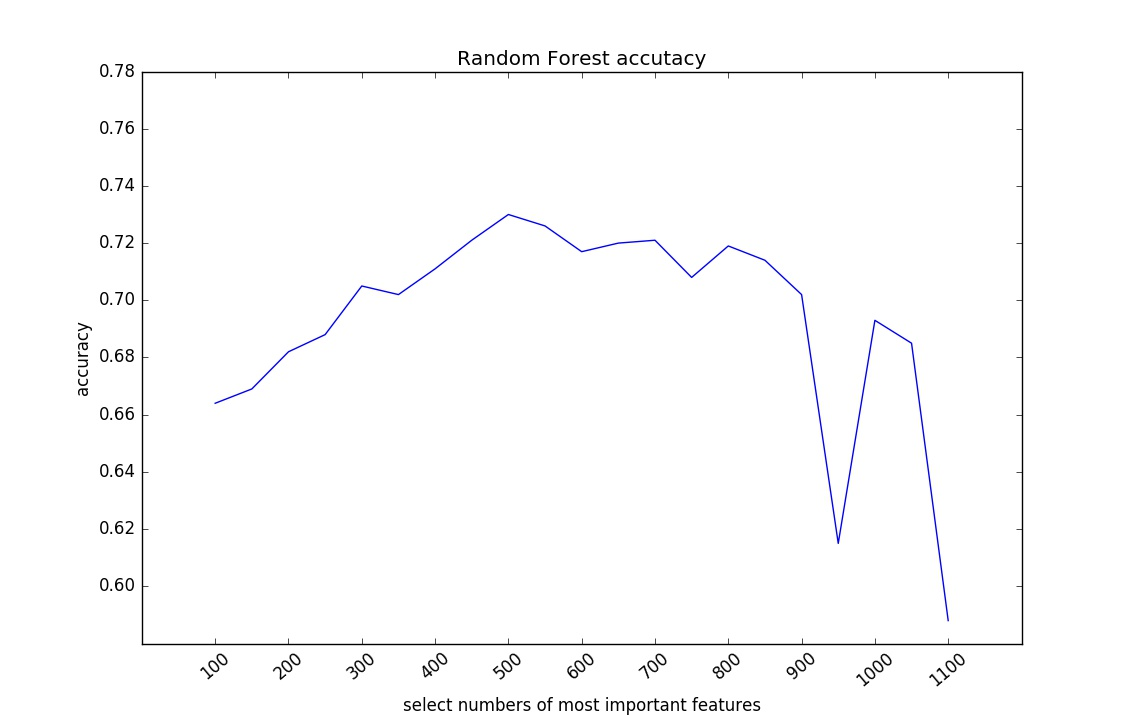 Random Forest accutacy
0.78
0.76
0.74
0.72
0.70
0.68
0.66
0.64
0.62
0.60
accuracy
100 200 300 400 500 600 700 800 900 1000 1100
select numbers of most important features